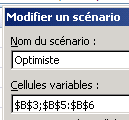 Modifier un scénario
Nom du scénario :
Optimiste
Cellules variables :
$B$3;$B$5:$B$6